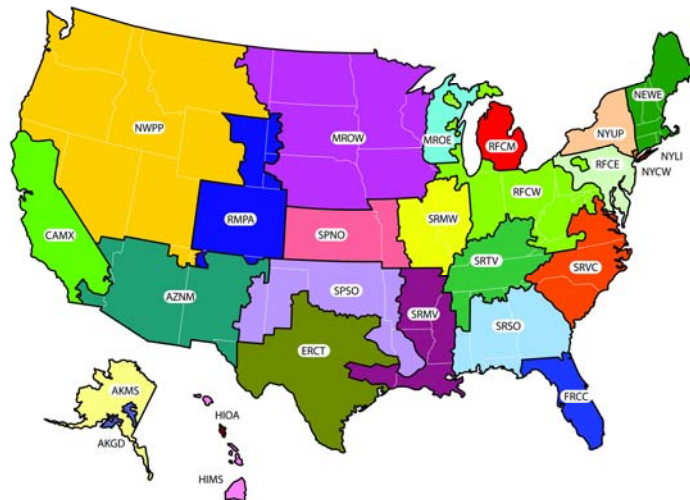 NEWE
NWPP
MROW
MROE
NYUP
RFCM
NYLI
RFCE
NYCW
RFCW
RMPA
SRMW
CAMX
SPNO
SRTV
SRVC
SPSO
AZNM
SRMV
SRSO
ERCT
AKMS
FRCC
HIOA
AKGD
HIMS